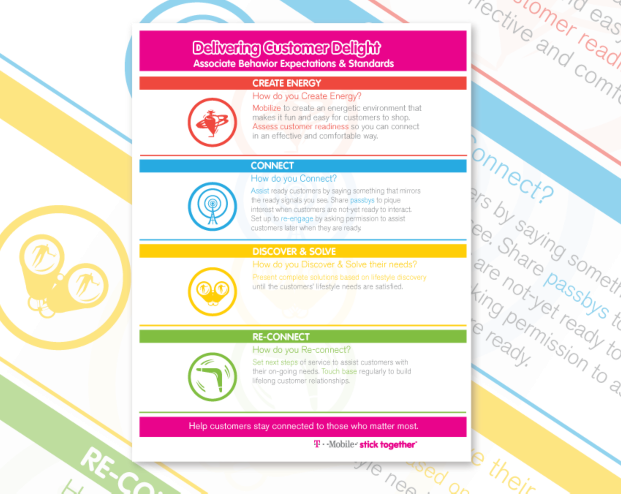 Delivering Customer Delight
Associate Behavior Expectations & Standards
CREATE ENERGY
How do you Create Energy?
Mobilize to create an energetic environment that
makes it fun and easy for customers to shop.
Assess customer readiness so you can connect
in an effective and comfortable way.
CONNECT
How do you Connect?
Assist ready customers by saying something that mirrors
the ready signals you see. Share passbys to pique
interest when customers are not-yet ready to interact.
Set up to re-engage by asking permission to assist
customers later when they are ready.
DISCOVER & SOLVE
How do you Discover & Solve their needs?
Present complete solutions based on lifestyle discovery
until the customers' lifestyle needs are satisfied.
RE-CONNECT
How do you Re-connect?
Set next steps of service to assist customers with
their on-going needs. Touch base regularly to build
lifelong customer relationships.
Help customers stay connected to those who matter most.
T··Mobile· stick together
easy
customer read
ective and comfo
onnect?
ers by saying someth
ee. Share passbys to
are not-yet ready to
king permission to as
e ready.
RE-CO
yle nee
their
sed on